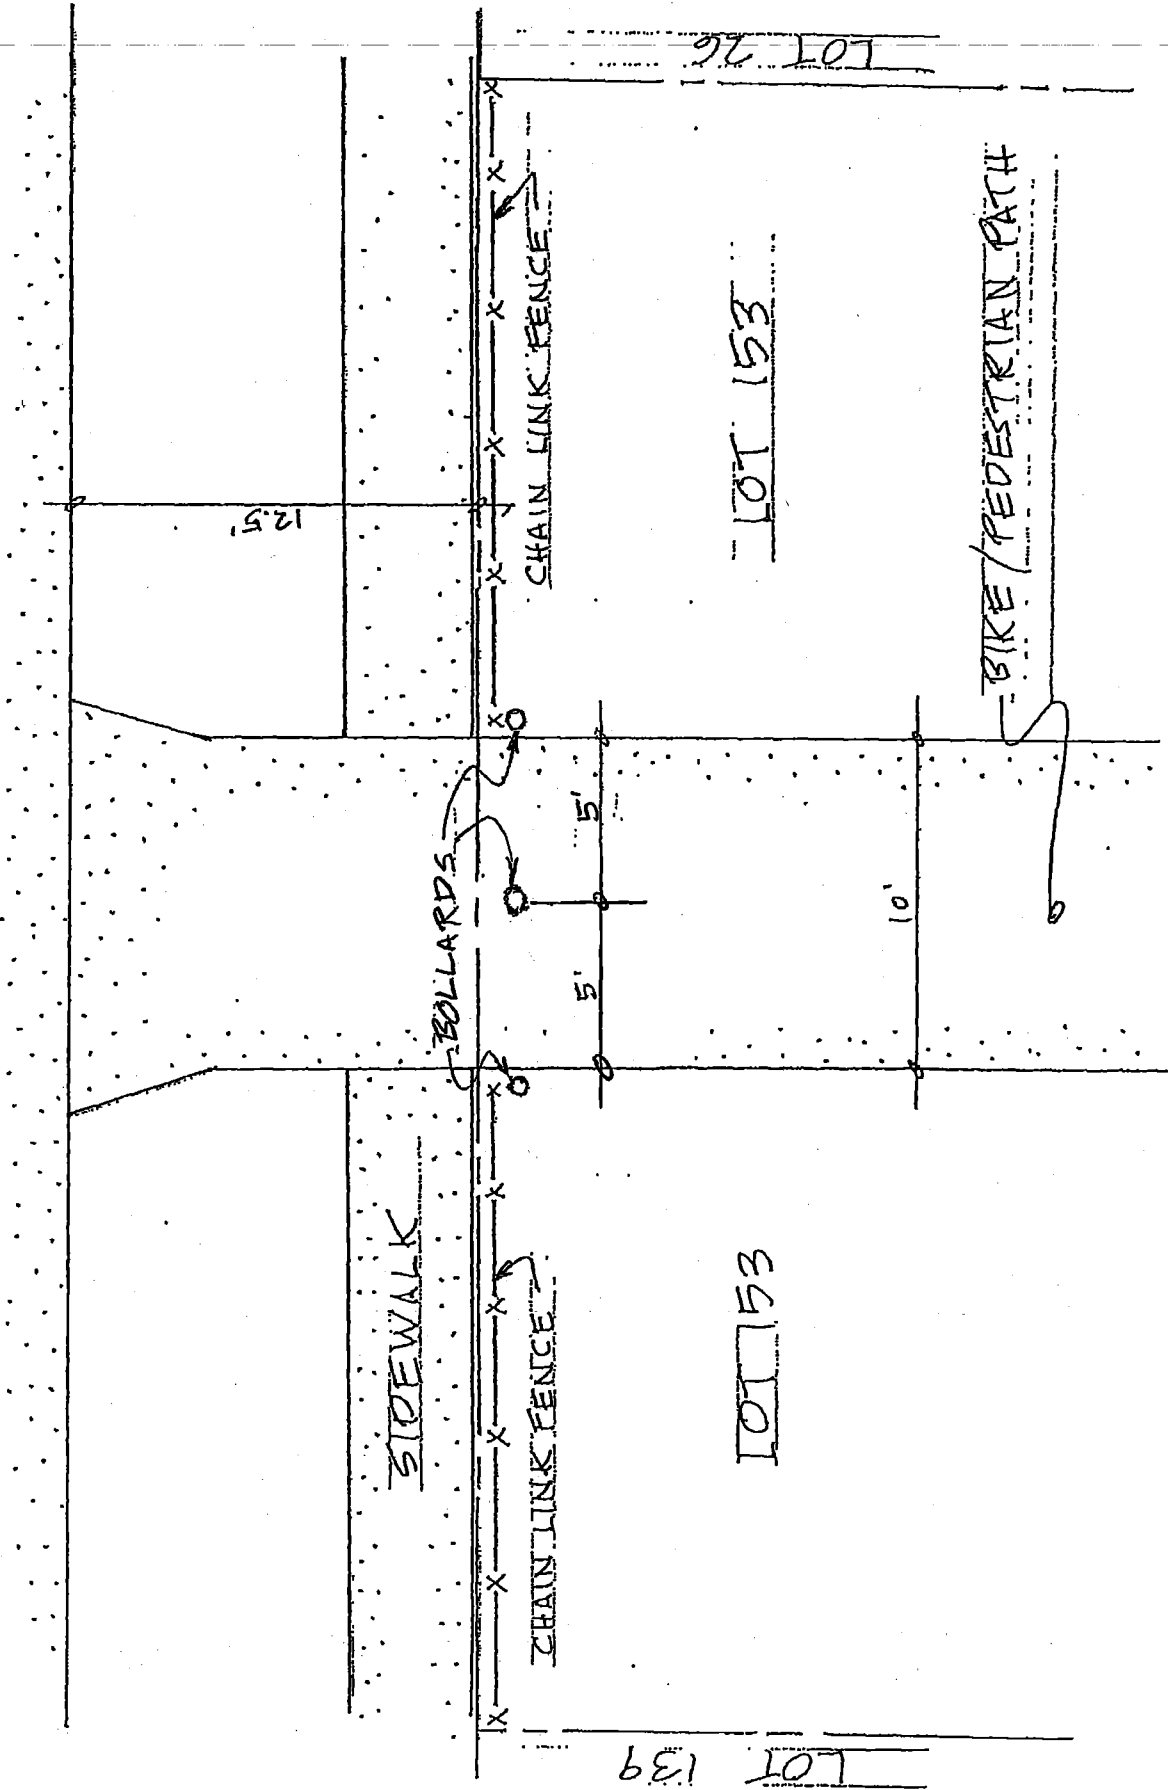 LOT 26
12.5'
CHAIN LINK FENCE
LOT 153
BIKE/PEDESTRIAN PATH
BOLLARDS
5'
5'
10'
SIDEWALK
CHAIN LINK FENCE
LOT 153
LOT 139